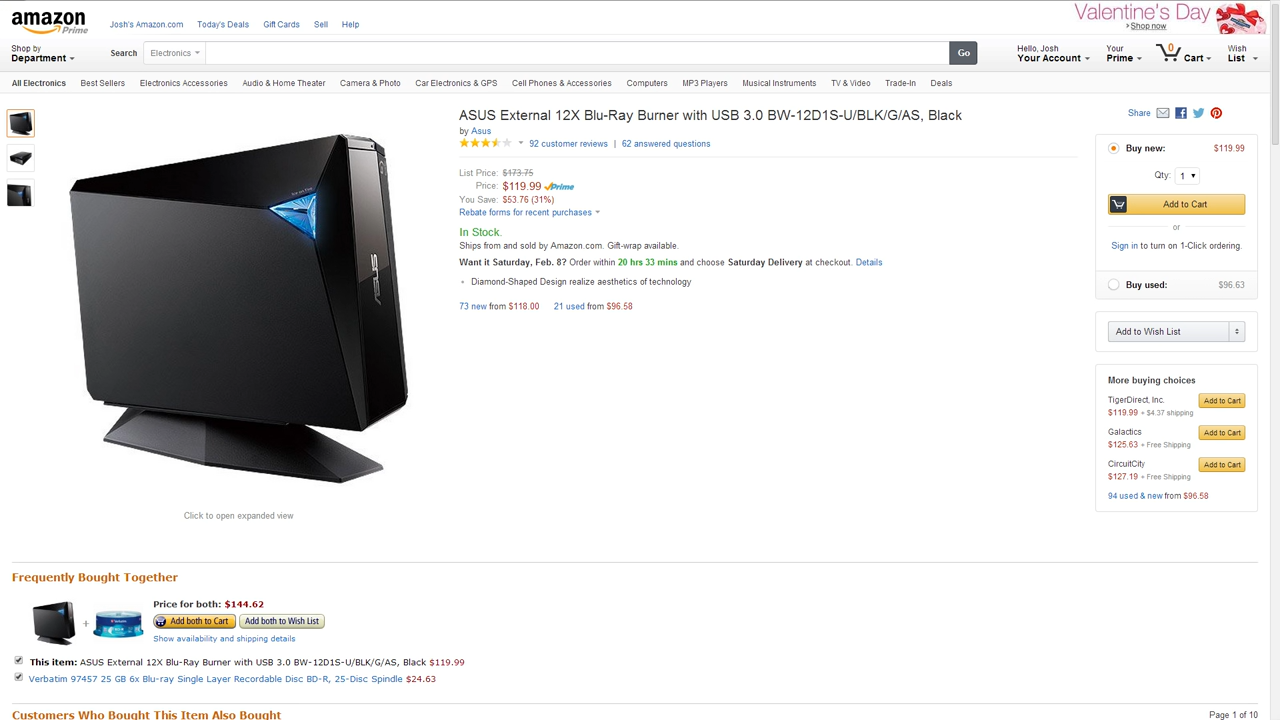 amazon
Prime
Josh's Amazon.com Today's Deals Gift Cards Sell Help
Valentine's Day
Shop now
Shop by
Department
Search Electronics Go
Hello, Josh
Your Account
Your
Prime
0
Cart
Wish
List
All Electronics Best Sellers Electronics Accessories Audio & Home Theater Camera & Photo Car Electronics & GPS Cell Phones & Accessories Computers MP3 Players Musical Instruments TV & Video Trade-In Deals
ASUS
ASUS External 12X Blu-Ray Burner with USB 3.0 BW-12D1S-U/BLK/G/AS, Black
by Asus
92 customer reviews | 62 answered questions
List Price: $173.75
Price: $119.99 Prime
You Save: $53.76 (31%)
Rebate forms for recent purchases
In Stock.
Ships from and sold by Amazon.com. Gift-wrap available.
Want it Saturday, Feb. 8? Order within 20 hrs 33 mins and choose Saturday Delivery at checkout. Details
Diamond-Shaped Design realize aesthetics of technology
73 new from $118.00 21 used from $96.58
Click to open expanded view
Share
Buy new: $119.99
Qty: 1
Add to Cart
or
Sign in to turn on 1-Click ordering.
Buy used: $96.63
Add to Wish List
More buying choices
TigerDirect, Inc. Add to Cart
$119.99 + $4.37 shipping
Galactics Add to Cart
$125.63 + Free Shipping
CircuitCity Add to Cart
$127.19 + Free Shipping
94 used & new from $96.58
Frequently Bought Together
+
Price for both: $144.62
Add both to Cart Add both to Wish List
Show availability and shipping details
This item: ASUS External 12X Blu-Ray Burner with USB 3.0 BW-12D1S-U/BLK/G/AS, Black $119.99
Verbatim 97457 25 GB 6x Blu-ray Single Layer Recordable Disc BD-R, 25-Disc Spindle $24.63
Customers Who Bought This Item Also Bought
Page 1 of 10